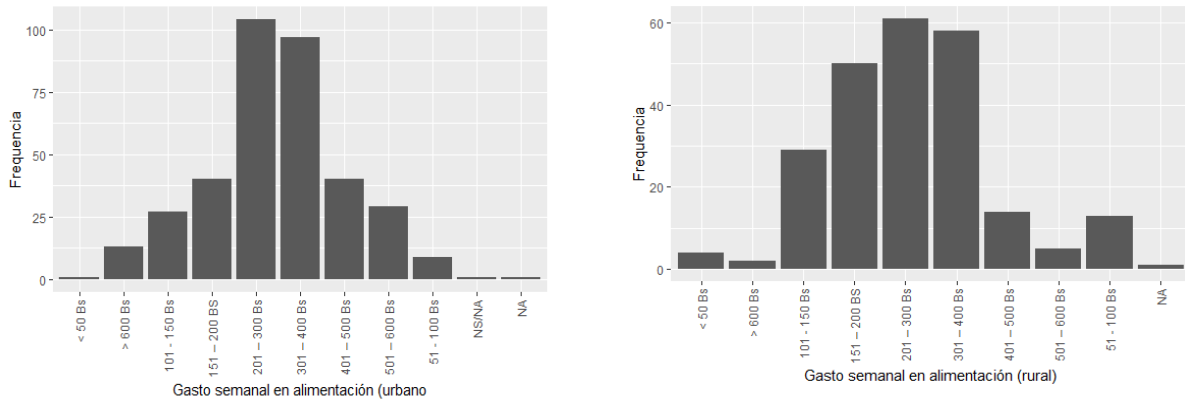 100
75
50
25
0
Frequencia
< 50 Bs
> 600 Bs
101 - 150 Bs
151 – 200 BS
201 – 300 Bs
301 – 400 Bs
401 – 500 Bs
501 – 600 Bs
51 - 100 Bs
NS/NA
NA
Gasto semanal en alimentación (urbano
60
40
20
0
Frequencia
< 50 Bs
> 600 Bs
101 - 150 Bs
151 – 200 BS
201 – 300 Bs
301 – 400 Bs
401 – 500 Bs
501 – 600 Bs
51 - 100 Bs
NA
Gasto semanal en alimentación (rural)